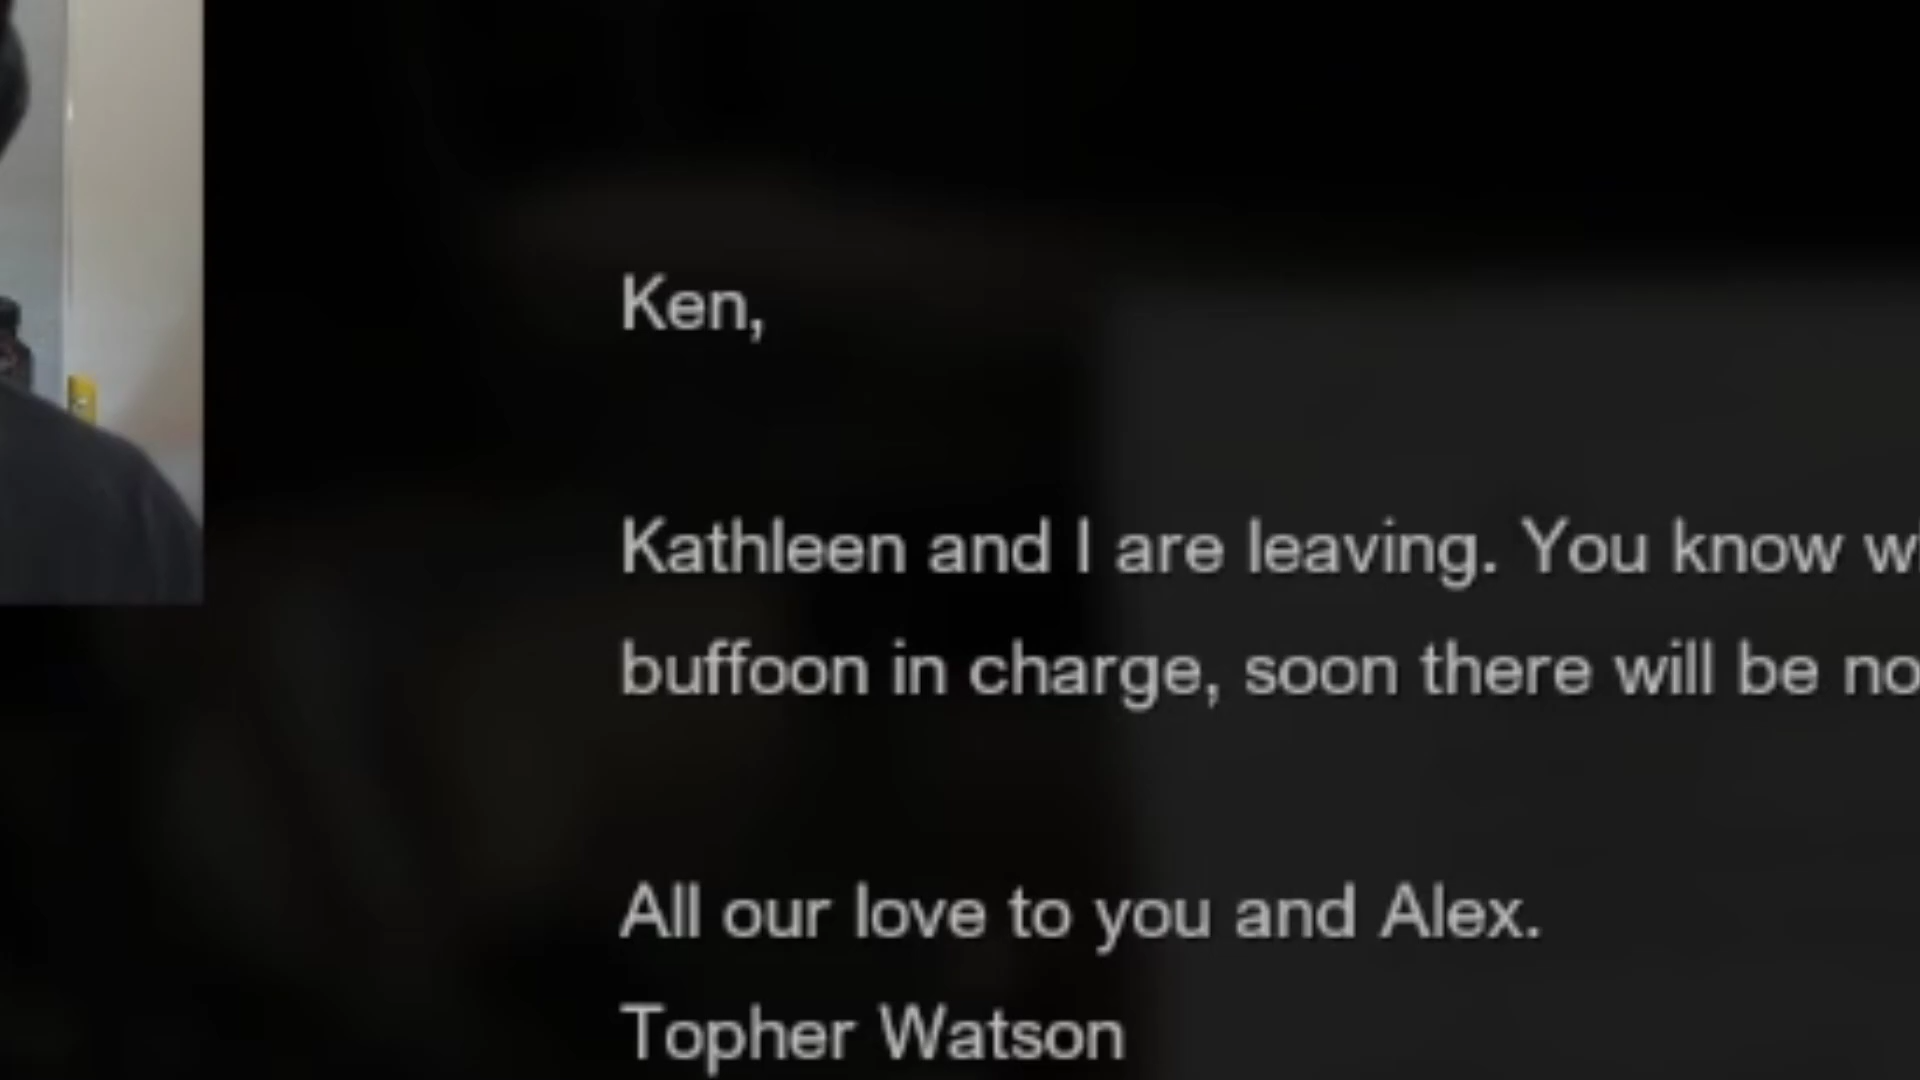 Ken,
Kathleen and I are leaving. You know
buffoon in charge, soon there will be
All our love to you and Alex.
Topher Watson